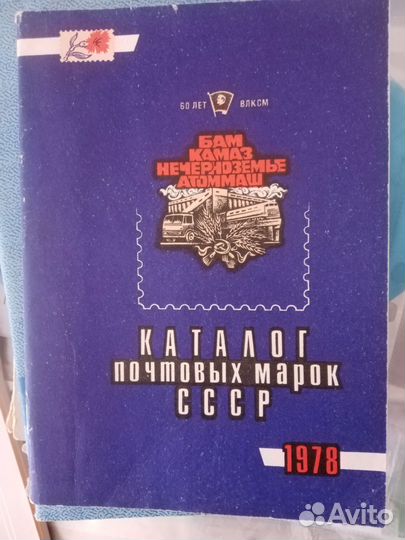 60 ЛЕТ ВЛКСМ
БАМ
КАМАЗ
НЕЧЕРНОЗЕМЬЕ
АТОММАШ
КАТАЛОГ
почтовых марок
СССР
1978
Avito